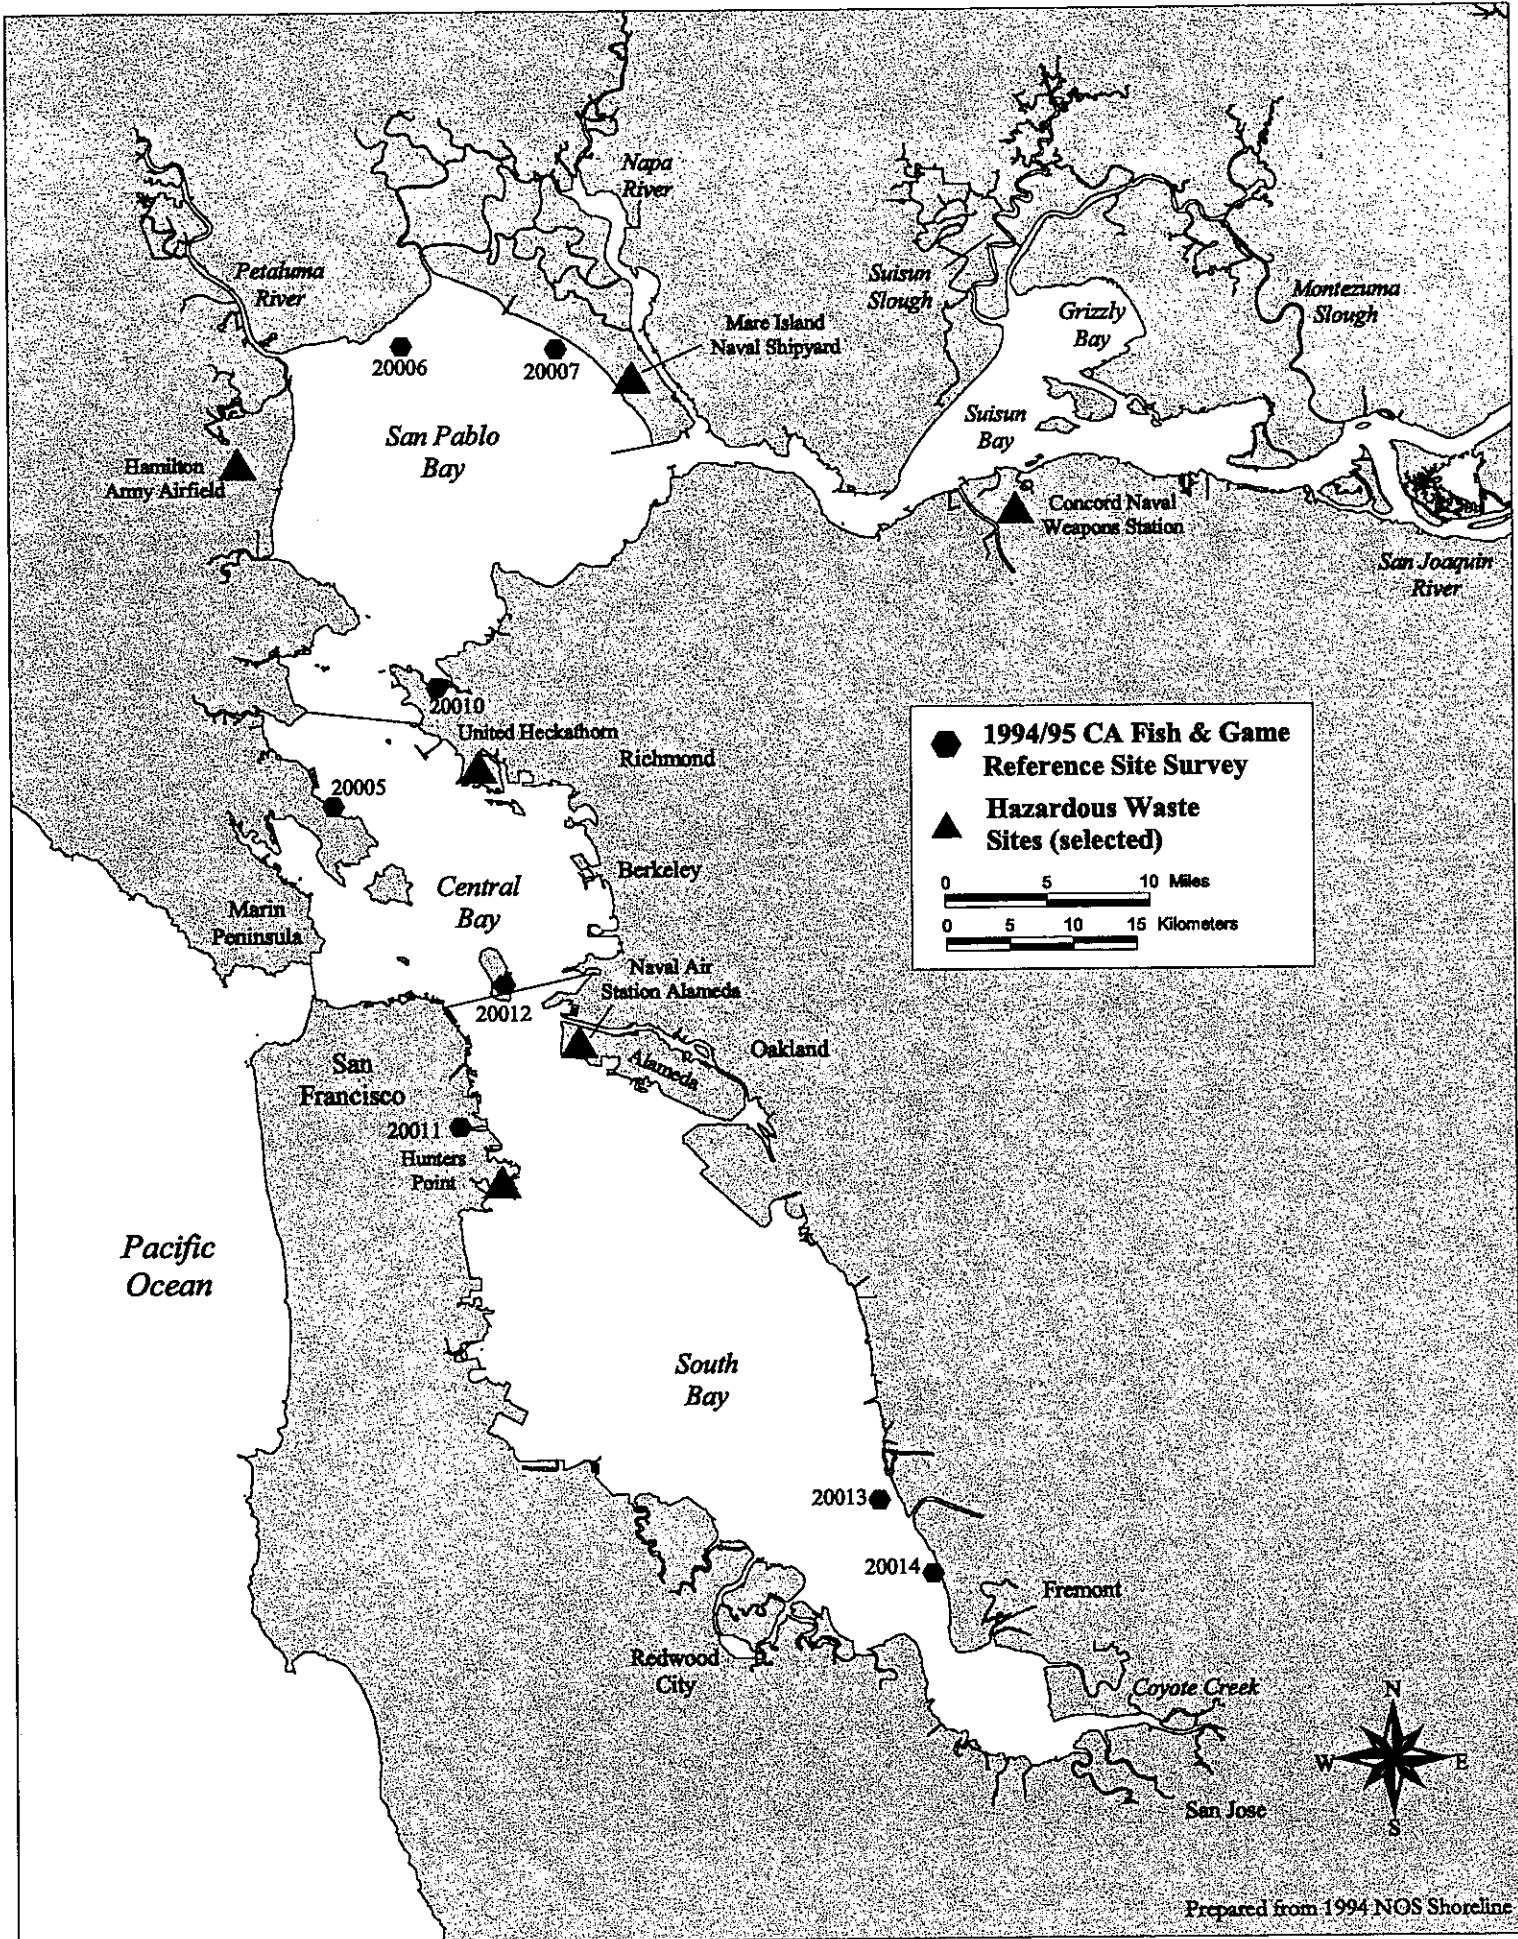 Napa
River
Petaluma
River
Suisun
Slough
Grizzly
Bay
Montezuma
Slough
Mare Island
Naval Shipyard
20006
20007
San Pablo
Bay
Suisun
Bay
Hamilton
Army Airfield
Concord Naval
Weapons Station
San Joaquin
River
20010
United Heckathorn
Richmond
20005
1994/95 CA Fish & Game
Reference Site Survey
Hazardous Waste
Sites (selected)
0 5 10 Miles
0 5 10 15 Kilometers
Berkeley
Central
Bay
Marin
Peninsula
Naval Air
Station Alameda
20012
Oakland
Alameda
San
Francisco
20011
Hunters
Point
Pacific
Ocean
South
Bay
20013
20014
Fremont
Redwood
City
Coyote Creek
N
W E
S
San Jose
Prepared from 1994 NOS Shoreline